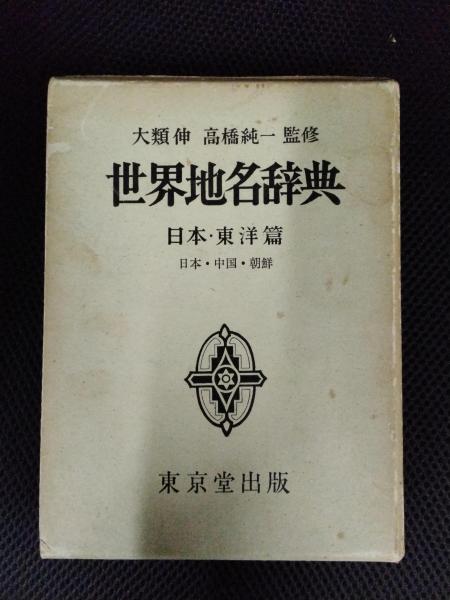 大類伸 高橋純一 監修
世界地名辞典
日本・東洋篇
日本・中国・朝鮮
東京堂出版